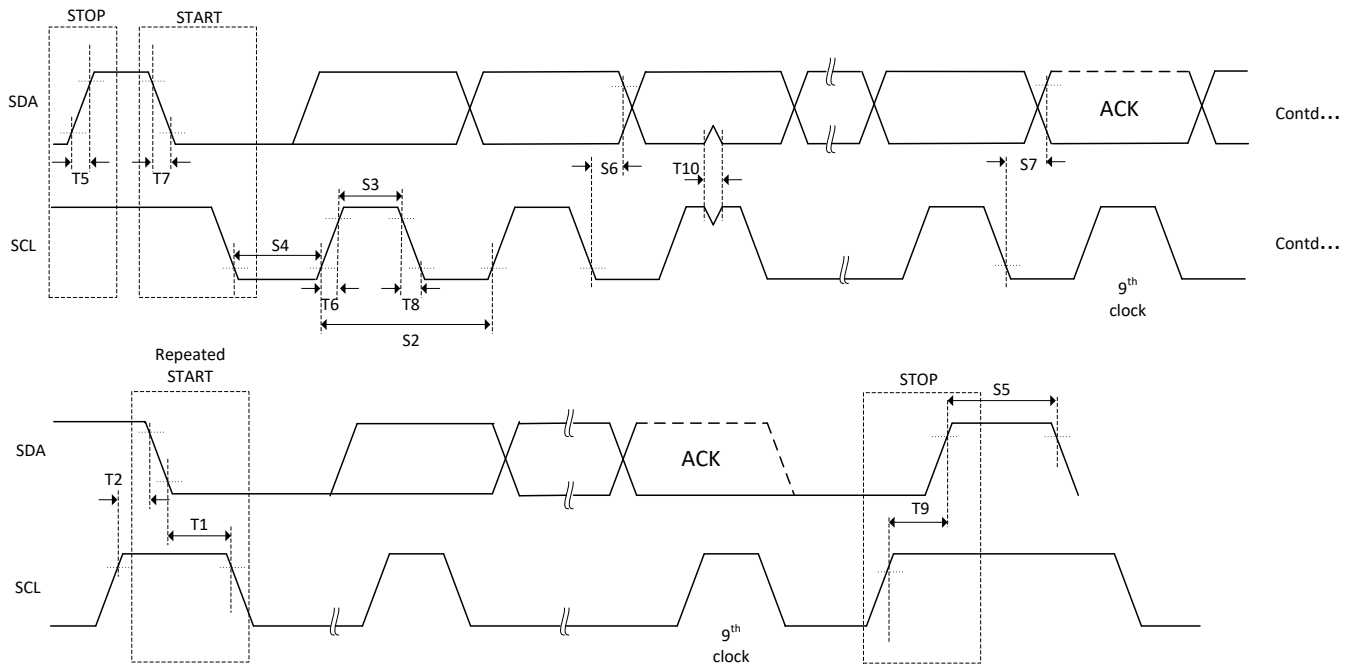 STOP
START
SDA
ACK
Contd...
T5
T7
S6
T10
S7
S3
SCL
S4
Contd...
T6
T8
9th
clock
S2
Repeated
START
STOP
S5
SDA
ACK
T2
T9
T1
SCL
9th
clock